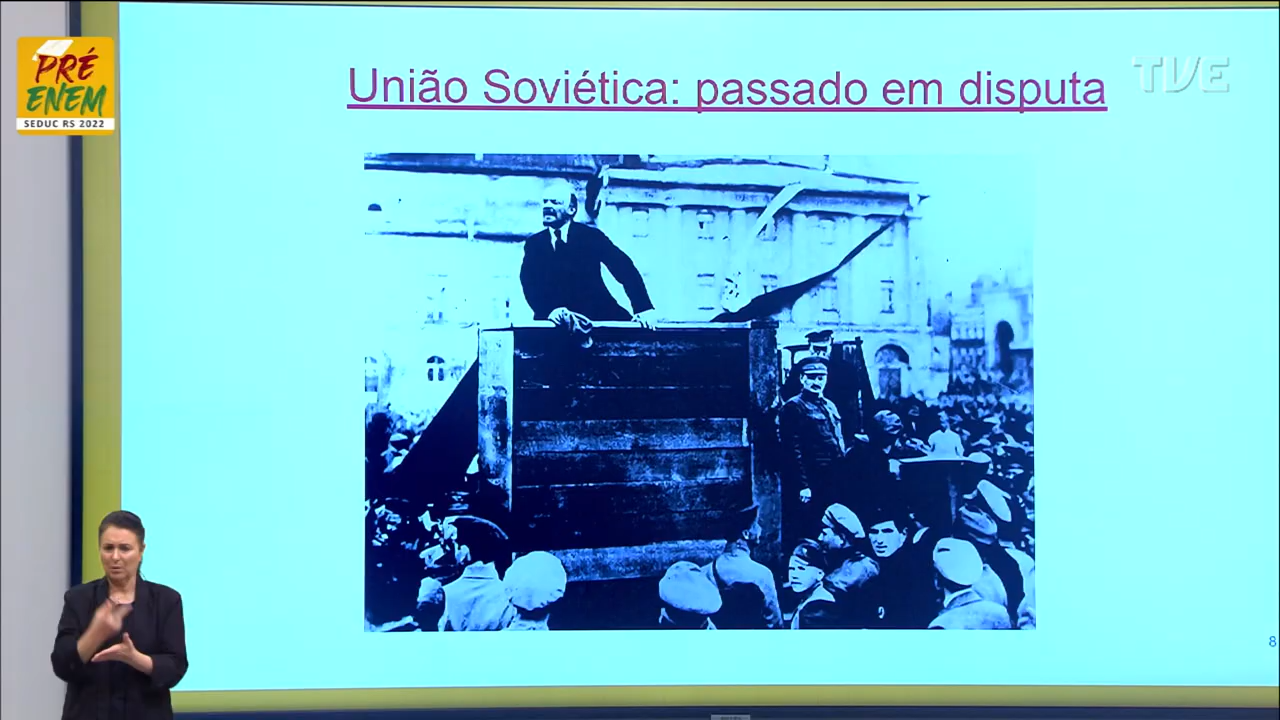 PRÉ
ENEM
SEDUC RS 2022
União Soviética: passado em disputa
TVE
8